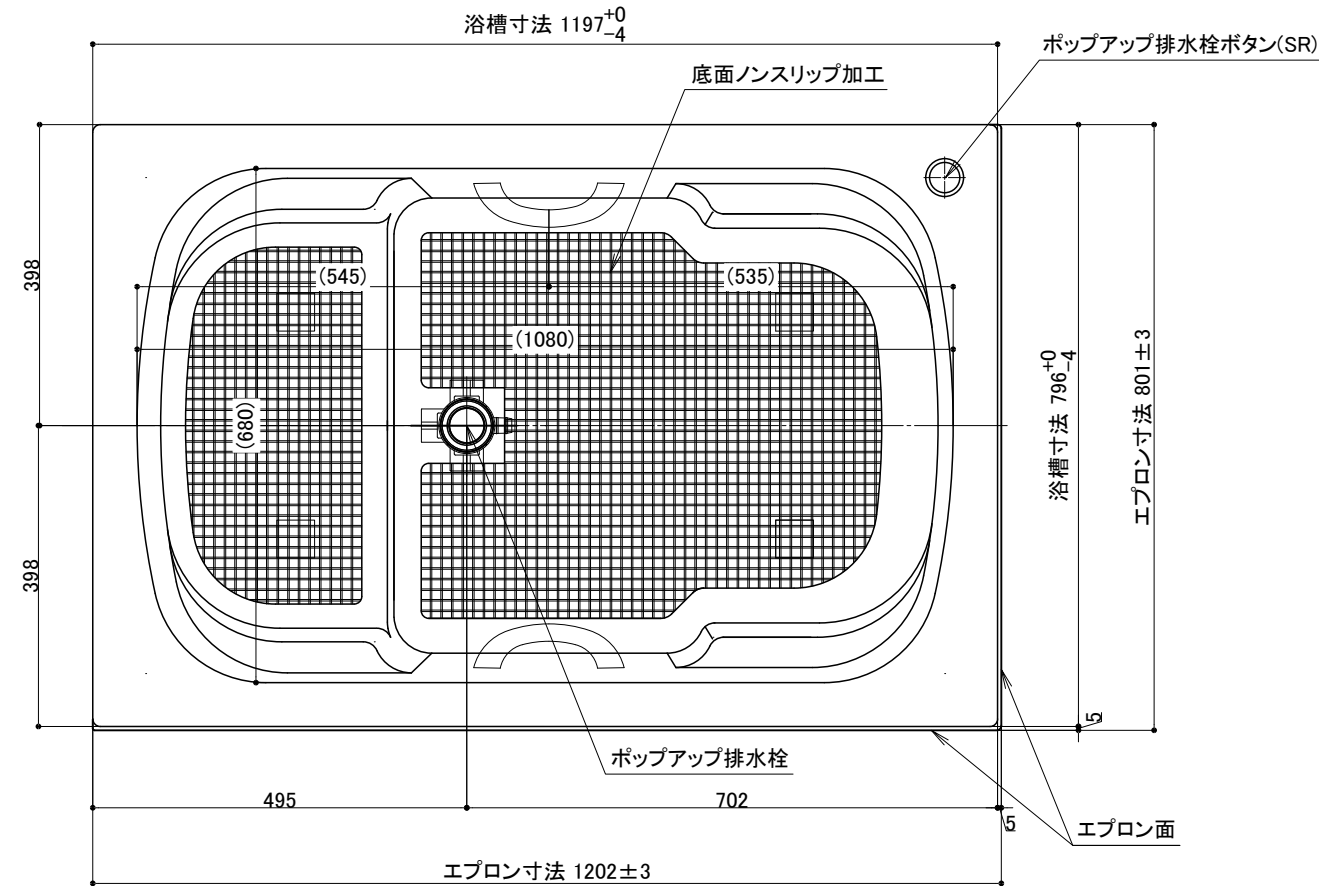 浴槽寸法 1197+0-4
ポップアップ排水栓ボタン(SR)
底面ノンスリップ加工
398
(545)
(535)
(1080)
(680)
浴槽寸法 796+0-4
エプロン寸法 801±3
398
5
ポップアップ排水栓
495
702
5
エプロン面
エプロン寸法 1202±3